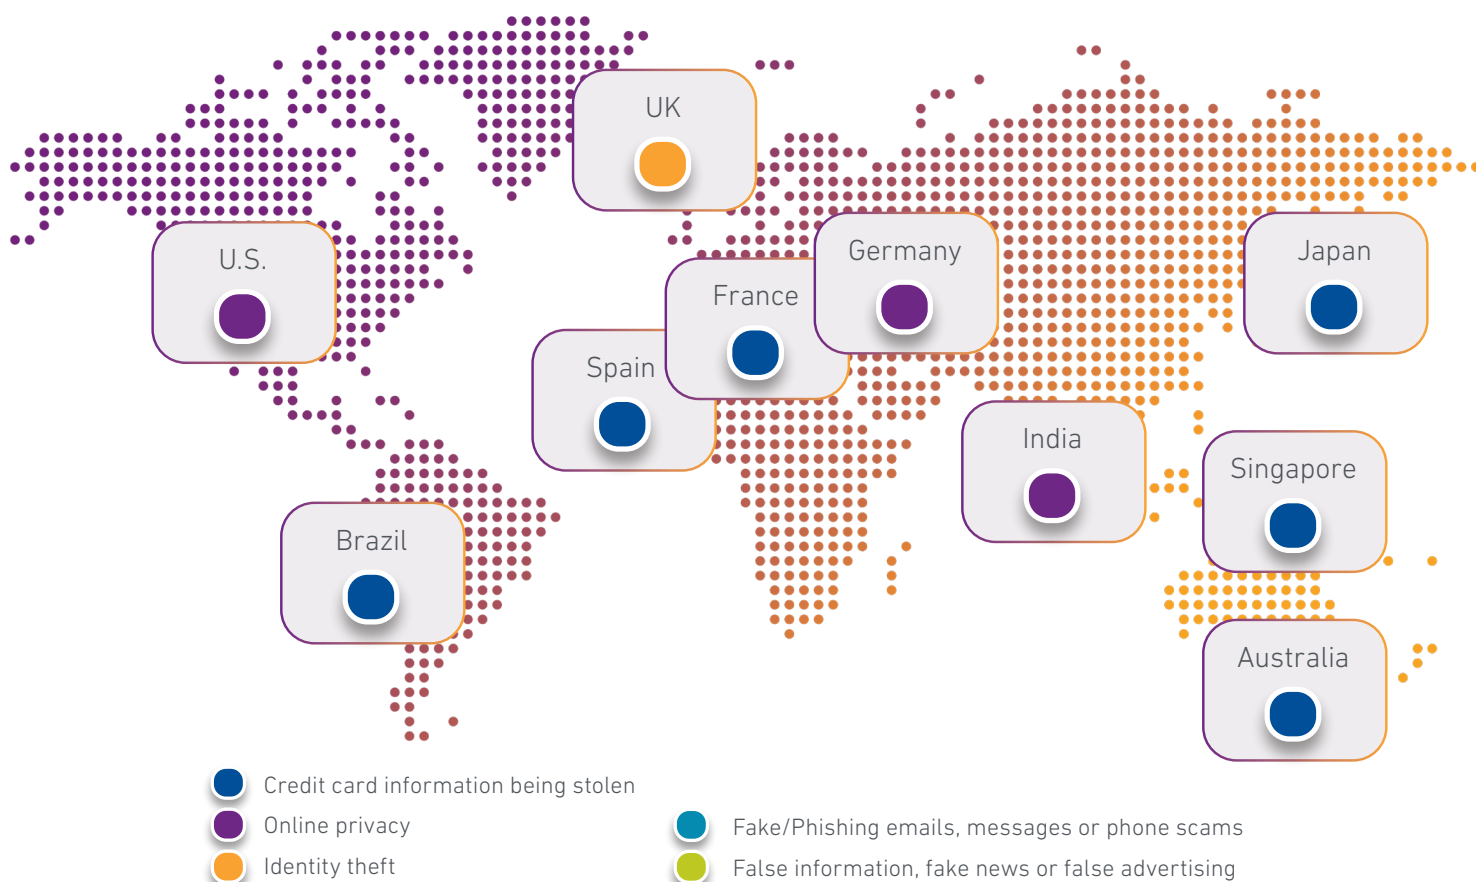 UK
U.S.
Germany
Japan
France
Spain
India
Singapore
Brazil
Australia
Credit card information being stolen
Online privacy
Identity theft
Fake/Phishing emails, messages or phone scams
False information, fake news or false advertising